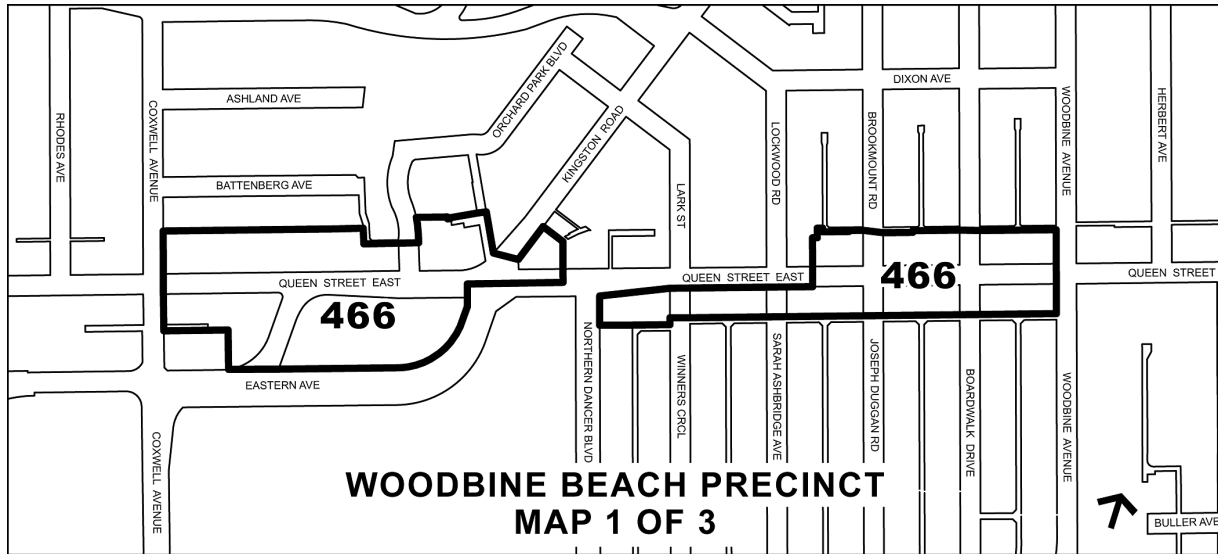 DIXON AVE
ASHLAND AVE
ORCHARD PARK BLVD
KINGSTON ROAD
RHODES AVE
COXWELL AVENUE
LOCKWOOD RD
BROOKMOUNT RD
WOODBINE AVENUE
HERBERT AVE
BATTENBERG AVE
LARK ST
QUEEN STREET EAST
466
QUEEN STREET EAST
466
QUEEN STREET
EASTERN AVE
NORTHERN DANCER BLVD
WINNERS CRCL
SARAH ASHBRIDGE AVE
JOSEPH DUGGAN RD
BOARDWALK DRIVE
WOODBINE AVENUE
COXWELL AVENUE
WOODBINE BEACH PRECINCT
MAP 1 OF 3
BULLER AVE